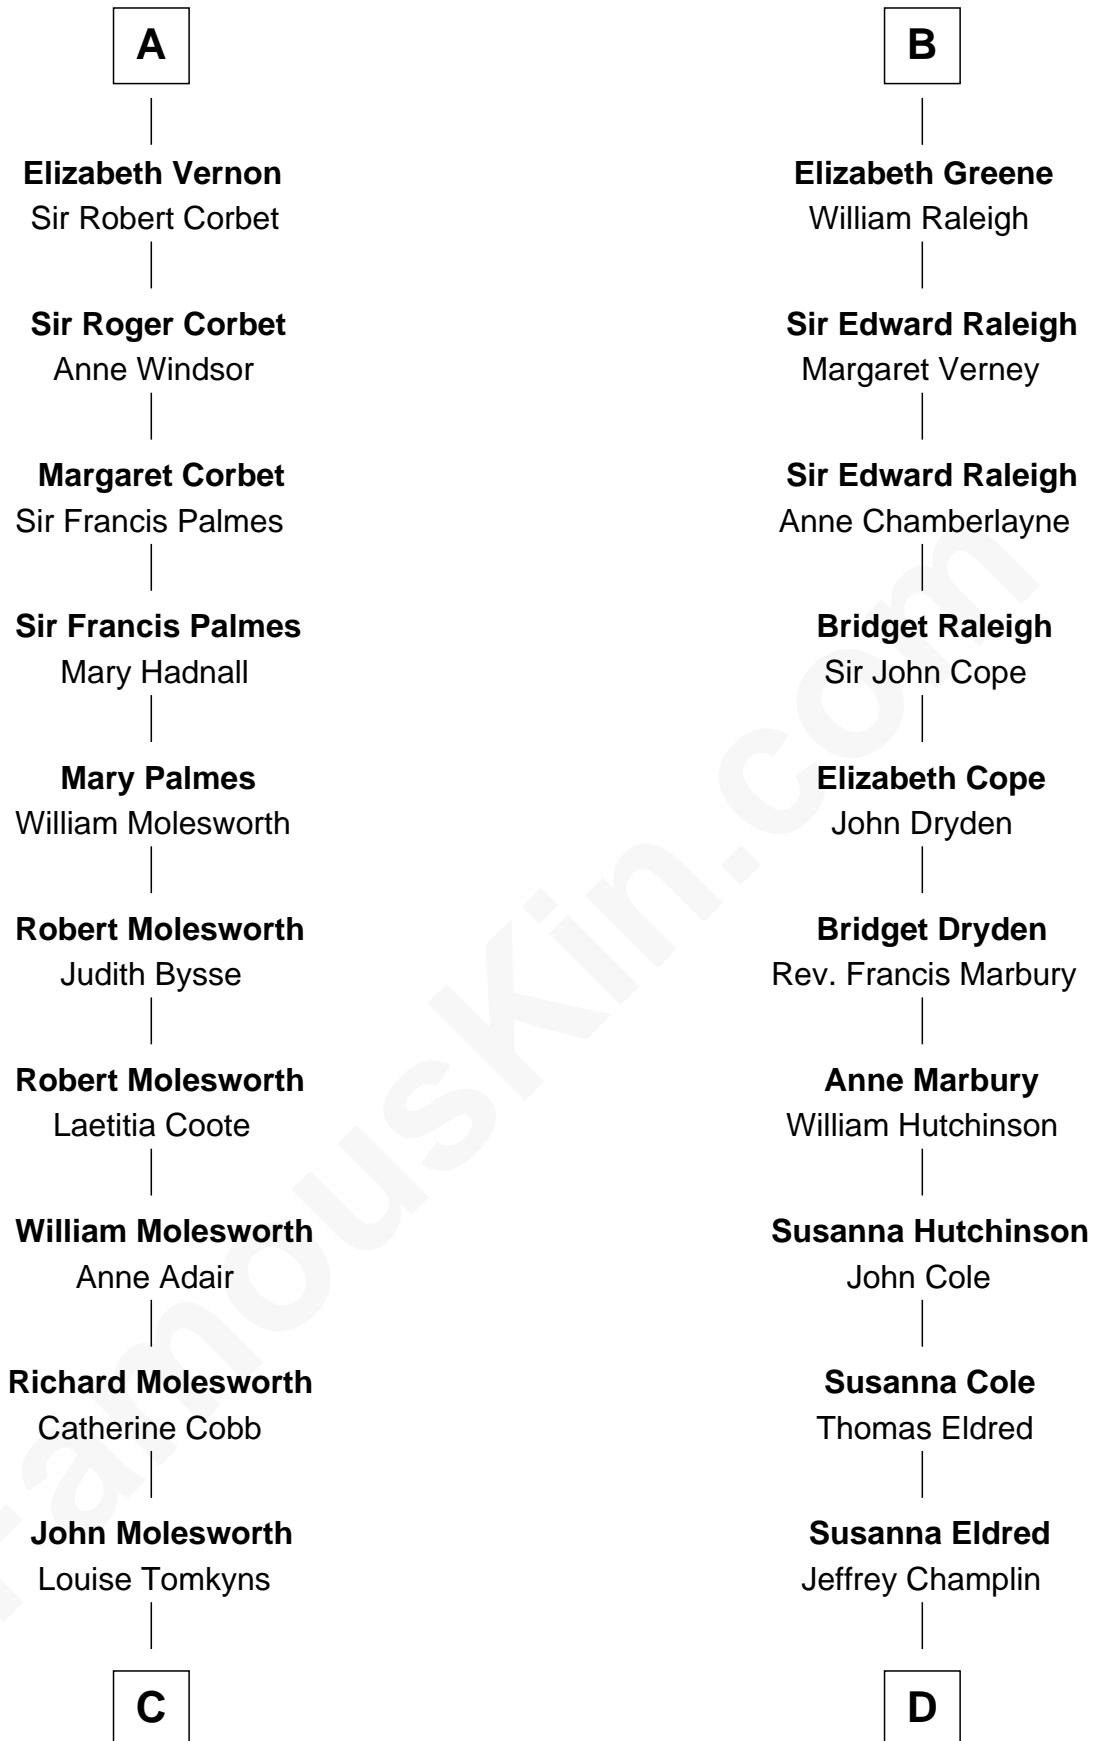 A
Elizabeth Vernon
Sir Robert Corbet
Sir Roger Corbet
Anne Windsor
Margaret Corbet
Sir Francis Palmes
Sir Francis Palmes
Mary Hadnall
Mary Palmes
William Molesworth
Robert Molesworth
Judith Bysse
Robert Molesworth
Laetitia Coote
William Molesworth
Anne Adair
Richard Molesworth
Catherine Cobb
John Molesworth
Louise Tomkyns
C
B
Elizabeth Greene
William Raleigh
Sir Edward Raleigh
Margaret Verney
Sir Edward Raleigh
Anne Chamberlayne
Bridget Raleigh
Sir John Cope
Elizabeth Cope
John Dryden
Bridget Dryden
Rev. Francis Marbury
Anne Marbury
William Hutchinson
Susanna Hutchinson
John Cole
Susanna Cole
Thomas Eldred
Susanna Eldred
Jeffrey Champlin
D
FamousKin.com